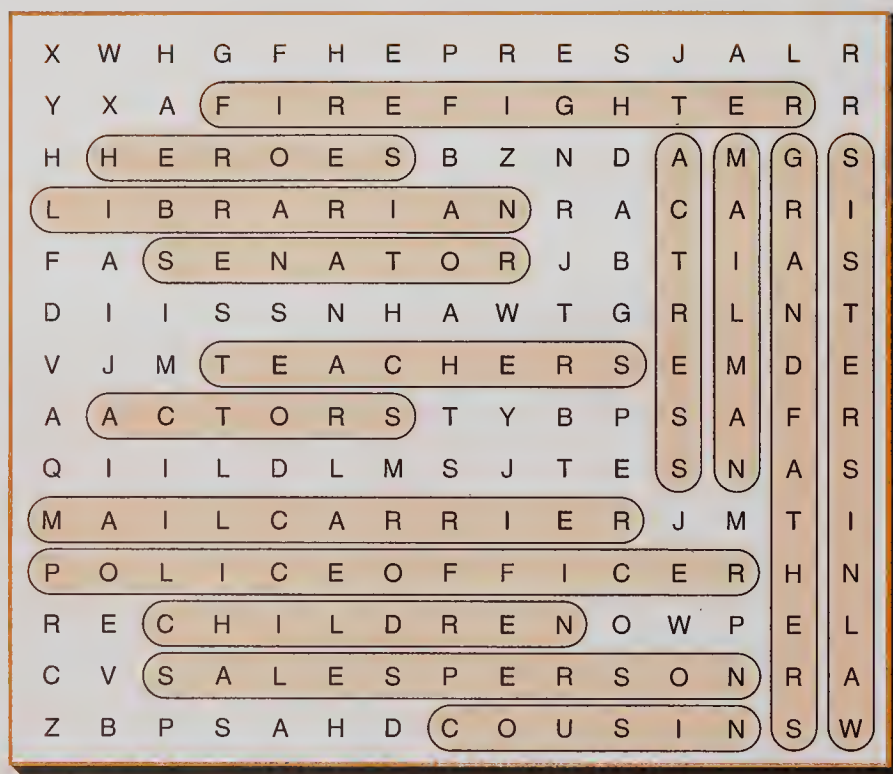 X W H G F H E P R E S J A L R
Y X A F I R E F I G H T E R R
H H E R O E S B Z N D A M G S
L I B R A R I A N R A C A R I
F A S E N A T O R J B T I A S
D I I S S N H A W T G R L N T
V J M T E A C H E R S E M D E
A A C T O R S T Y B P S A F R
Q I I L D L M S J T E S N A S
M A I L C A R R I E R J M T I
P O L I C E O F F I C E R H N
R E C H I L D R E N O W P E L
C V S A L E S P E R S O N R A
Z B P S A H D C O U S I N S W